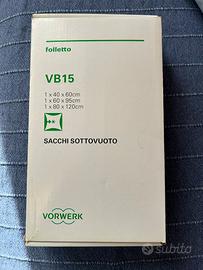 folletto
VB15
1 x 40 x 60cm
1 x 60 x 95cm
1 x 80 x 120cm
SACCHI SOTTOVUOTO
VORWERK
subito